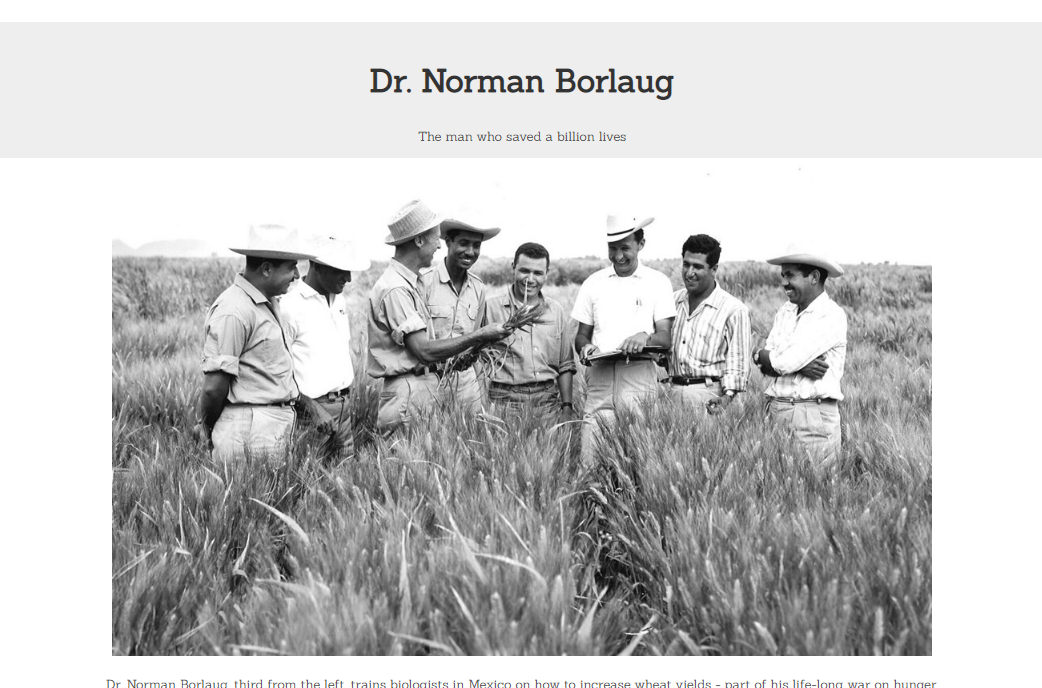 Dr. Norman Borlaug
The man who saved a billion lives
Dr. Norman Borlaug, third from the left, trains biologists in Mexico on how to increase wheat yields - part of his life-long war on hunger